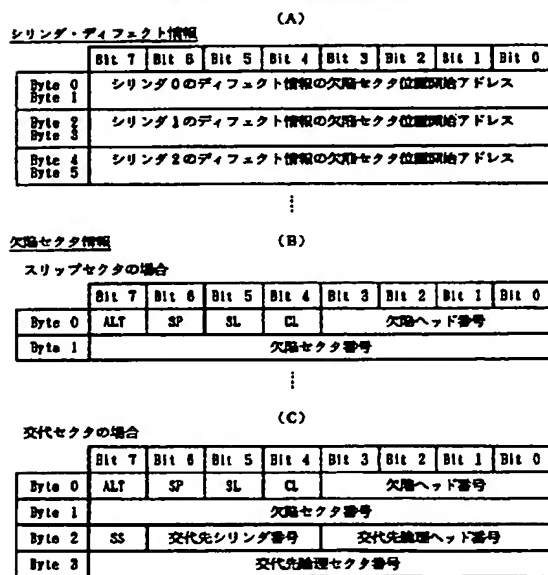 (A)
シリンダ・ディフェクト情報
Bit 7 Bit 6 Bit 5 Bit 4 Bit 3 Bit 2 Bit 1 Bit 0
Byte 0 シリンダ0のディフェクト情報の欠陥セクタ位置開始アドレス
Byte 1
Byte 2 シリンダ1のディフェクト情報の欠陥セクタ位置開始アドレス
Byte 3
Byte 4 シリンダ2のディフェクト情報の欠陥セクタ位置開始アドレス
Byte 5
⋮
欠陥セクタ情報 (B)
スリップセクタの場合
Bit 7 Bit 6 Bit 5 Bit 4 Bit 3 Bit 2 Bit 1 Bit 0
Byte 0 ALT SP SL CL 欠陥ヘッド番号
Byte 1 欠陥セクタ番号
⋮
(C)
交代セクタの場合
Bit 7 Bit 6 Bit 5 Bit 4 Bit 3 Bit 2 Bit 1 Bit 0
Byte 0 ALT SP SL CL 欠陥ヘッド番号
Byte 1 欠陥セクタ番号
Byte 2 SS 交代先シリンダ番号 交代先論理ヘッド番号
Byte 3 交代先論理セクタ番号